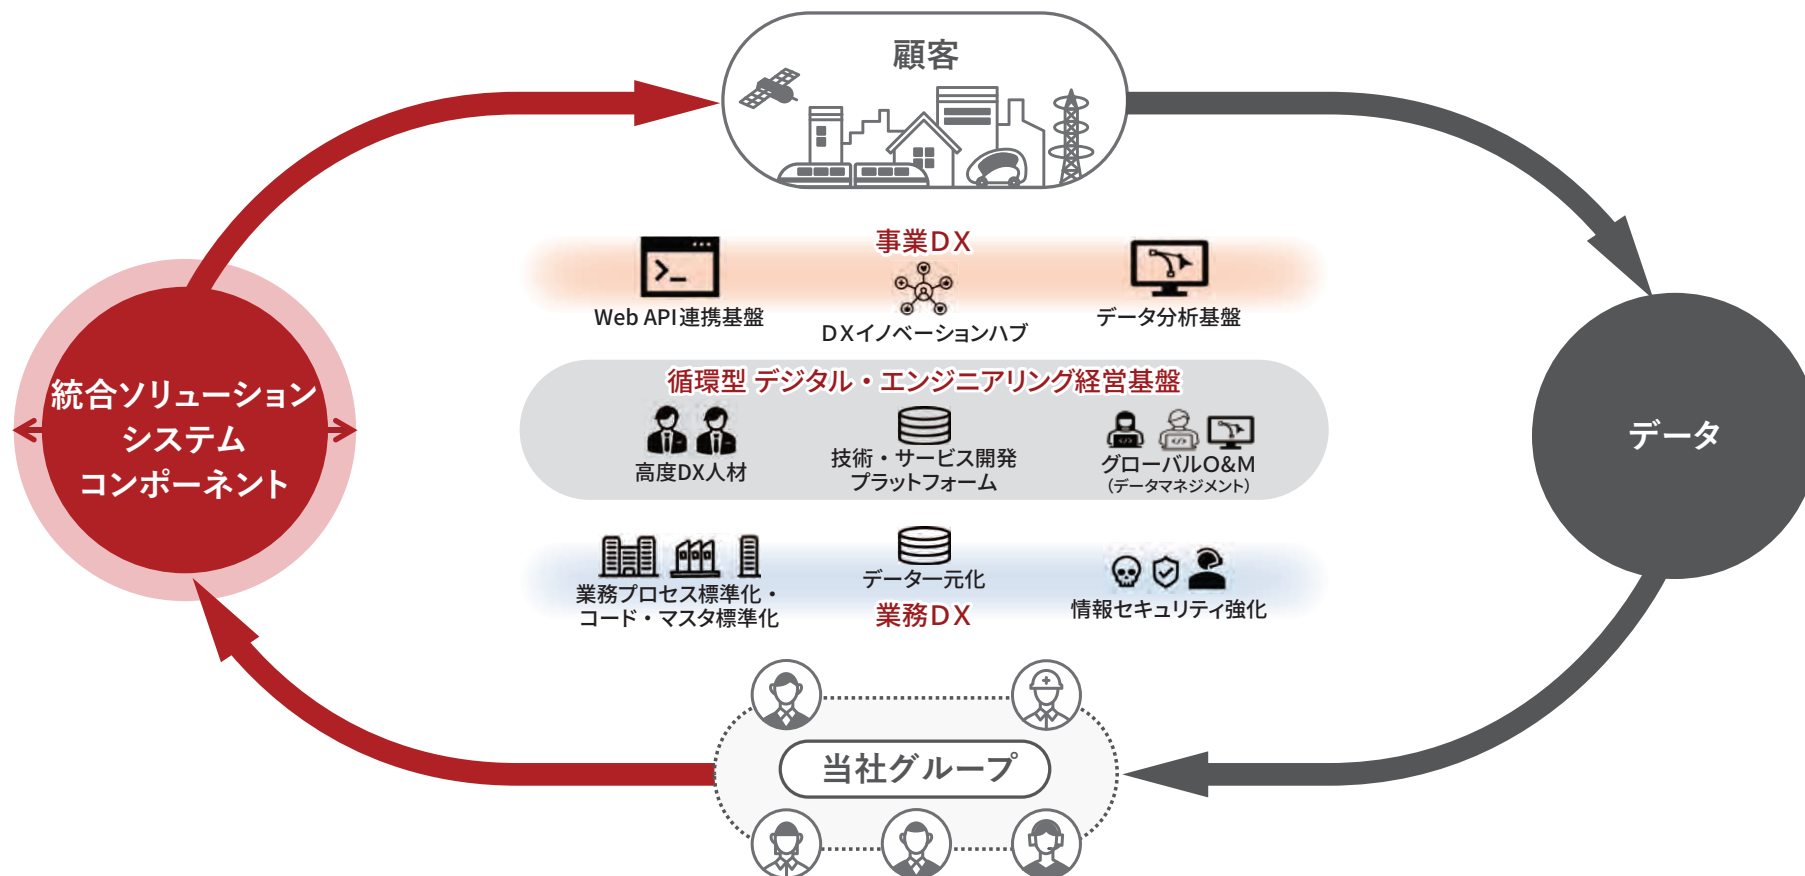 顧客
事業DX
Web API連携基盤
DXイノベーションハブ
データ分析基盤
循環型 デジタル・エンジニアリング経営基盤
高度DX人材
技術・サービス開発
プラットフォーム
グローバルO&M
(データマネジメント)
統合ソリューション
システム
コンポーネント
データ
業務プロセス標準化・
コード・マスタ標準化
データ一元化
業務DX
情報セキュリティ強化
当社グループ